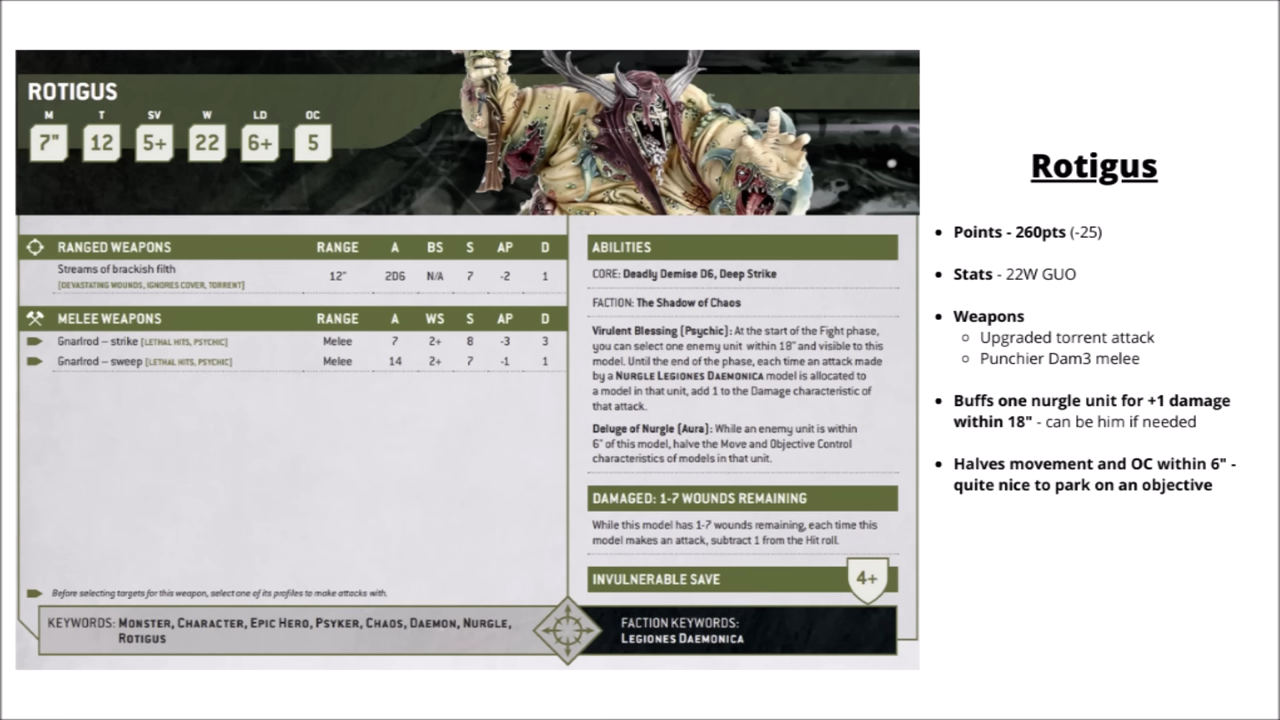 ROTIGUS
M T SV W LD OC
7" 12 5+ 22 6+ 5
RANGED WEAPONS RANGE A BS S AP D
Streams of brackish filth 12" 2D6 N/A 7 -2 1
[DEVASTATING WOUNDS, IGNORES COVER, TORRENT]
MELEE WEAPONS RANGE A WS S AP D
Gnarlrod – strike [LETHAL HITS, PSYCHIC] Melee 7 2+ 8 -3 3
Gnarlrod – sweep [LETHAL HITS, PSYCHIC] Melee 14 2+ 7 -1 1
Before selecting targets for this weapon, select one of its profiles to make attacks with.
KEYWORDS: MONSTER, CHARACTER, EPIC HERO, PSYKER, CHAOS, DAEMON, NURGLE,
ROTIGUS
ABILITIES
CORE: Deadly Demise D6, Deep Strike
FACTION: The Shadow of Chaos
Virulent Blessing (Psychic): At the start of the Fight phase,
you can select one enemy unit within 18" and visible to this
model. Until the end of the phase, each time an attack made
by a NURGLE LEGIONES DAEMONICA model is allocated to
a model in that unit, add 1 to the Damage characteristic of
that attack.
Deluge of Nurgle (Aura): While an enemy unit is within
6" of this model, halve the Move and Objective Control
characteristics of models in that unit.
DAMAGED: 1-7 WOUNDS REMAINING
While this model has 1-7 wounds remaining, each time this
model makes an attack, subtract 1 from the Hit roll.
INVULNERABLE SAVE 4+
FACTION KEYWORDS:
LEGIONES DAEMONICA
Rotigus
• Points - 260pts (-25)
• Stats - 22W GUO
• Weapons
○ Upgraded torrent attack
○ Punchier Dam3 melee
• Buffs one nurgle unit for +1 damage
within 18" - can be him if needed
• Halves movement and OC within 6" -
quite nice to park on an objective